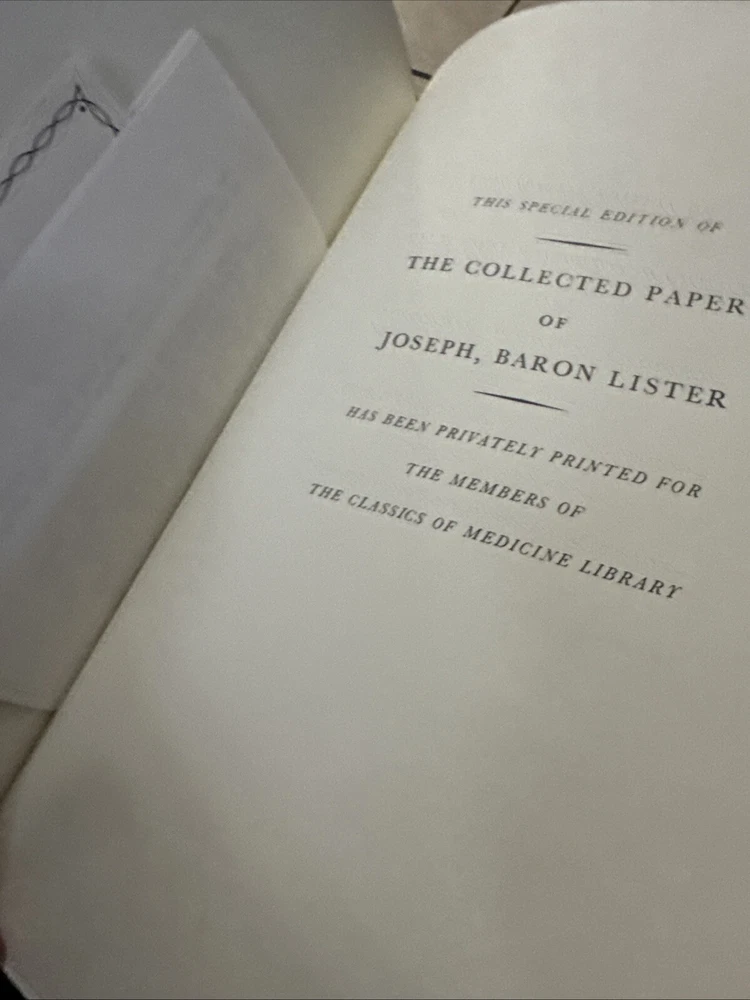 THIS SPECIAL EDITION OF
THE COLLECTED PAPER
OF
JOSEPH, BARON LISTER
HAS BEEN PRIVATELY PRINTED FOR
THE MEMBERS OF
THE CLASSICS OF MEDICINE LIBRARY